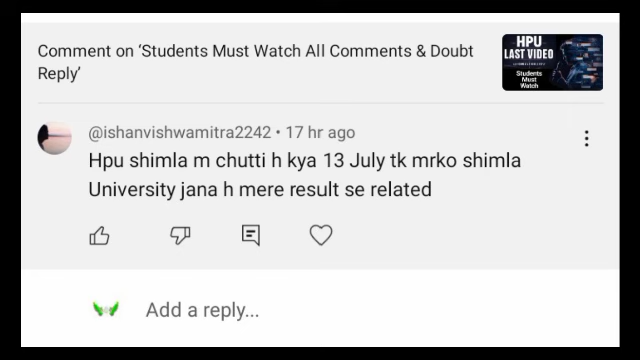 Comment on ‘Students Must Watch All Comments & Doubt
Reply’
HPU
LAST VIDEO
Students
Must
Watch
@ishanvishwamitra2242 • 17 hr ago
Hpu shimla m chutti h kya 13 July tk mrko shimla
University jana h mere result se related
Add a reply...